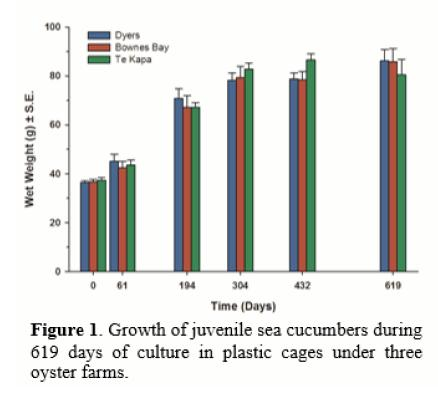 100
80
60
40
20
0
Wet Weight (g) ± S.E.
Dyers
Bownes Bay
Te Kapa
0 61 194 304 432 619
Time (Days)
Figure 1. Growth of juvenile sea cucumbers during
619 days of culture in plastic cages under three
oyster farms.